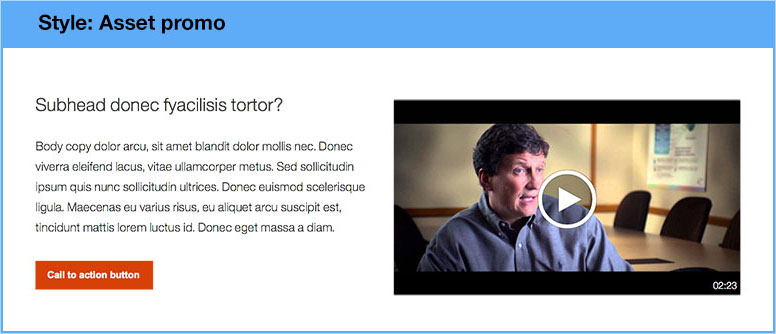 Style: Asset promo
Subhead donec fyacilisis tortor?
Body copy dolor arcu, sit amet blandit dolor mollis nec. Donec
viverra eleifend lacus, vitae ullamcorper metus. Sed sollicitudin
ipsum quis nunc sollicitudin ultrices. Donec euismod scelerisque
ligula. Maecenas eu varius risus, eu aliquet arcu suscipit est,
tincidunt mattis lorem luctus id. Donec eget massa a diam.
Call to action button
02:23